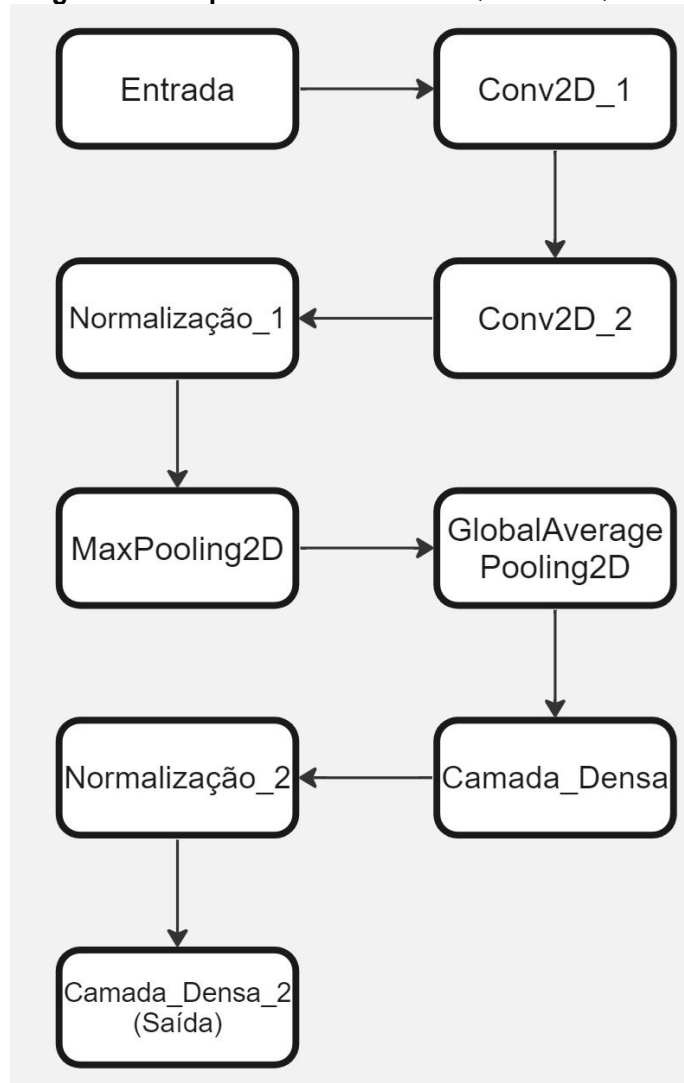 Entrada
Conv2D_1
Conv2D_2
Normalização_1
MaxPooling2D
GlobalAverage
Pooling2D
Camada_Densa
Normalização_2
Camada_Densa_2
(Saída)